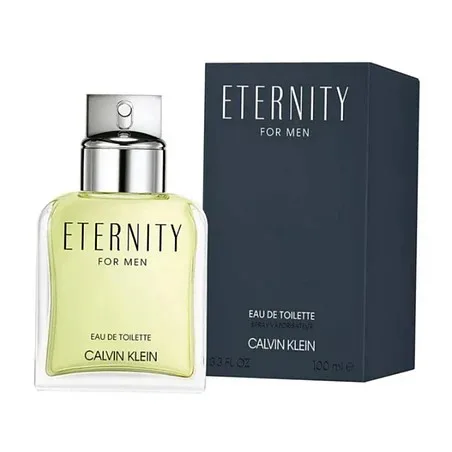 ETERNITY
FOR MEN
EAU DE TOILETTE
CALVIN KLEIN
ETERNITY
FOR MEN
EAU DE TOILETTE
CALVIN KLEIN
3.3 FL OZ 100 ml e